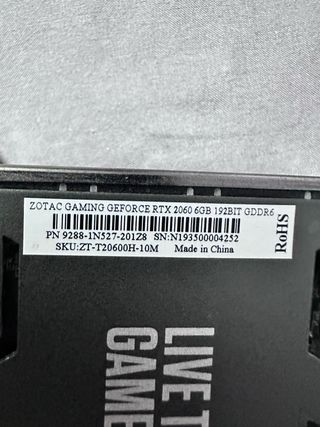 ZOTAC GAMING GEFORCE RTX 2060 6GB 192BIT GDDR6
PN 9288-1N527-201Z8 SN:N193500004252
SKU:ZT-T20600H-10M Made in China
RoHS
LIVE T
GAME